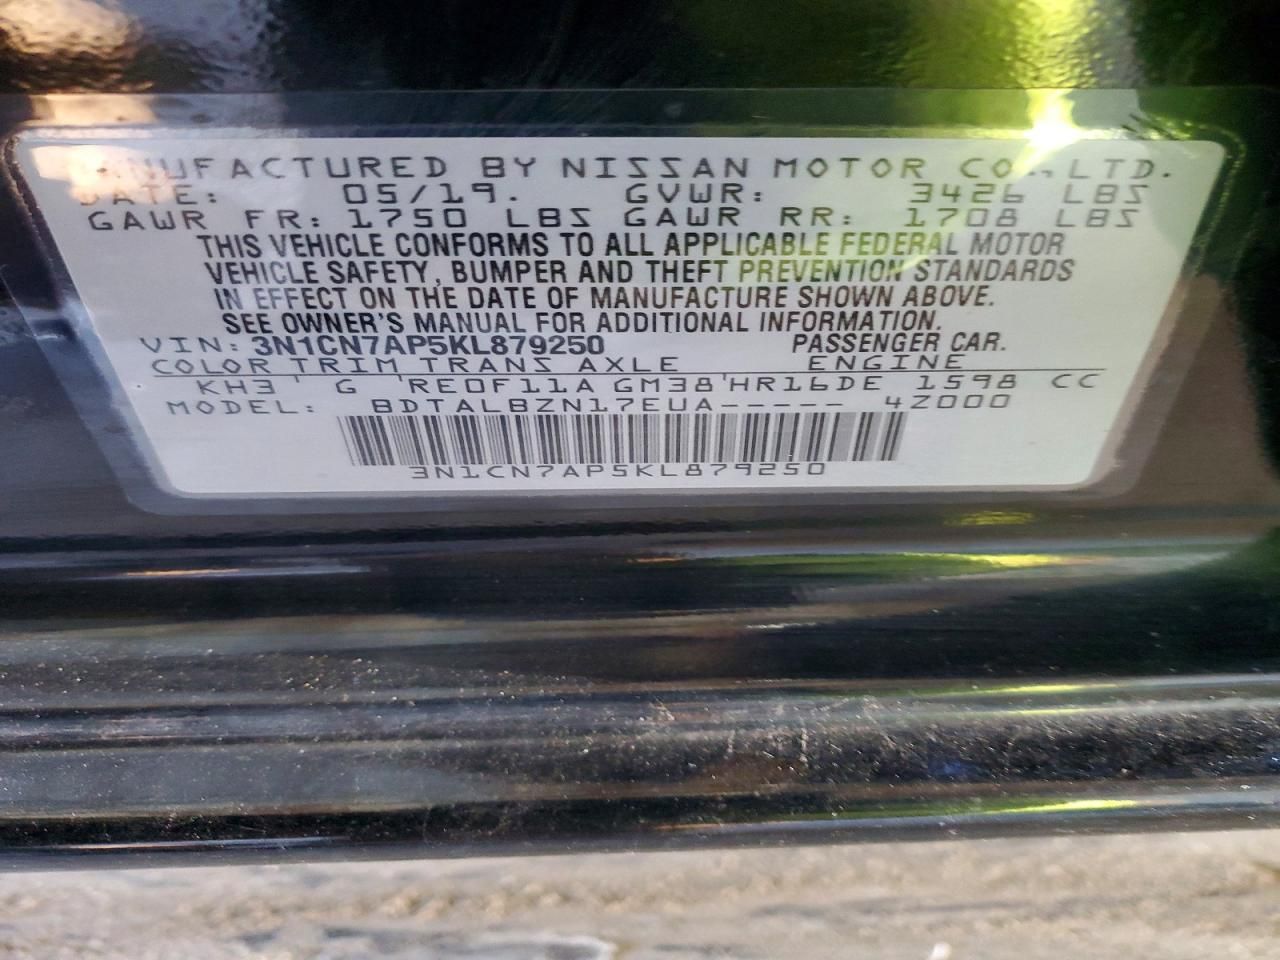 MANUFACTURED BY NISSAN MOTOR CO.,LTD.
DATE: 05/19. GVWR: 3426 LBS
GAWR FR: 1750 LBS GAWR RR: 1708 LBS
THIS VEHICLE CONFORMS TO ALL APPLICABLE FEDERAL MOTOR
VEHICLE SAFETY, BUMPER AND THEFT PREVENTION STANDARDS
IN EFFECT ON THE DATE OF MANUFACTURE SHOWN ABOVE.
SEE OWNER'S MANUAL FOR ADDITIONAL INFORMATION.
VIN: 3N1CN7AP5KL879250 PASSENGER CAR.
COLOR TRIM TRANS AXLE ENGINE
KH3 ' G 'RE0F11A GM38'HR16DE 1598 CC
MODEL: BDTALBZN17EUA----- 4Z000
3N1CN7AP5KL879250